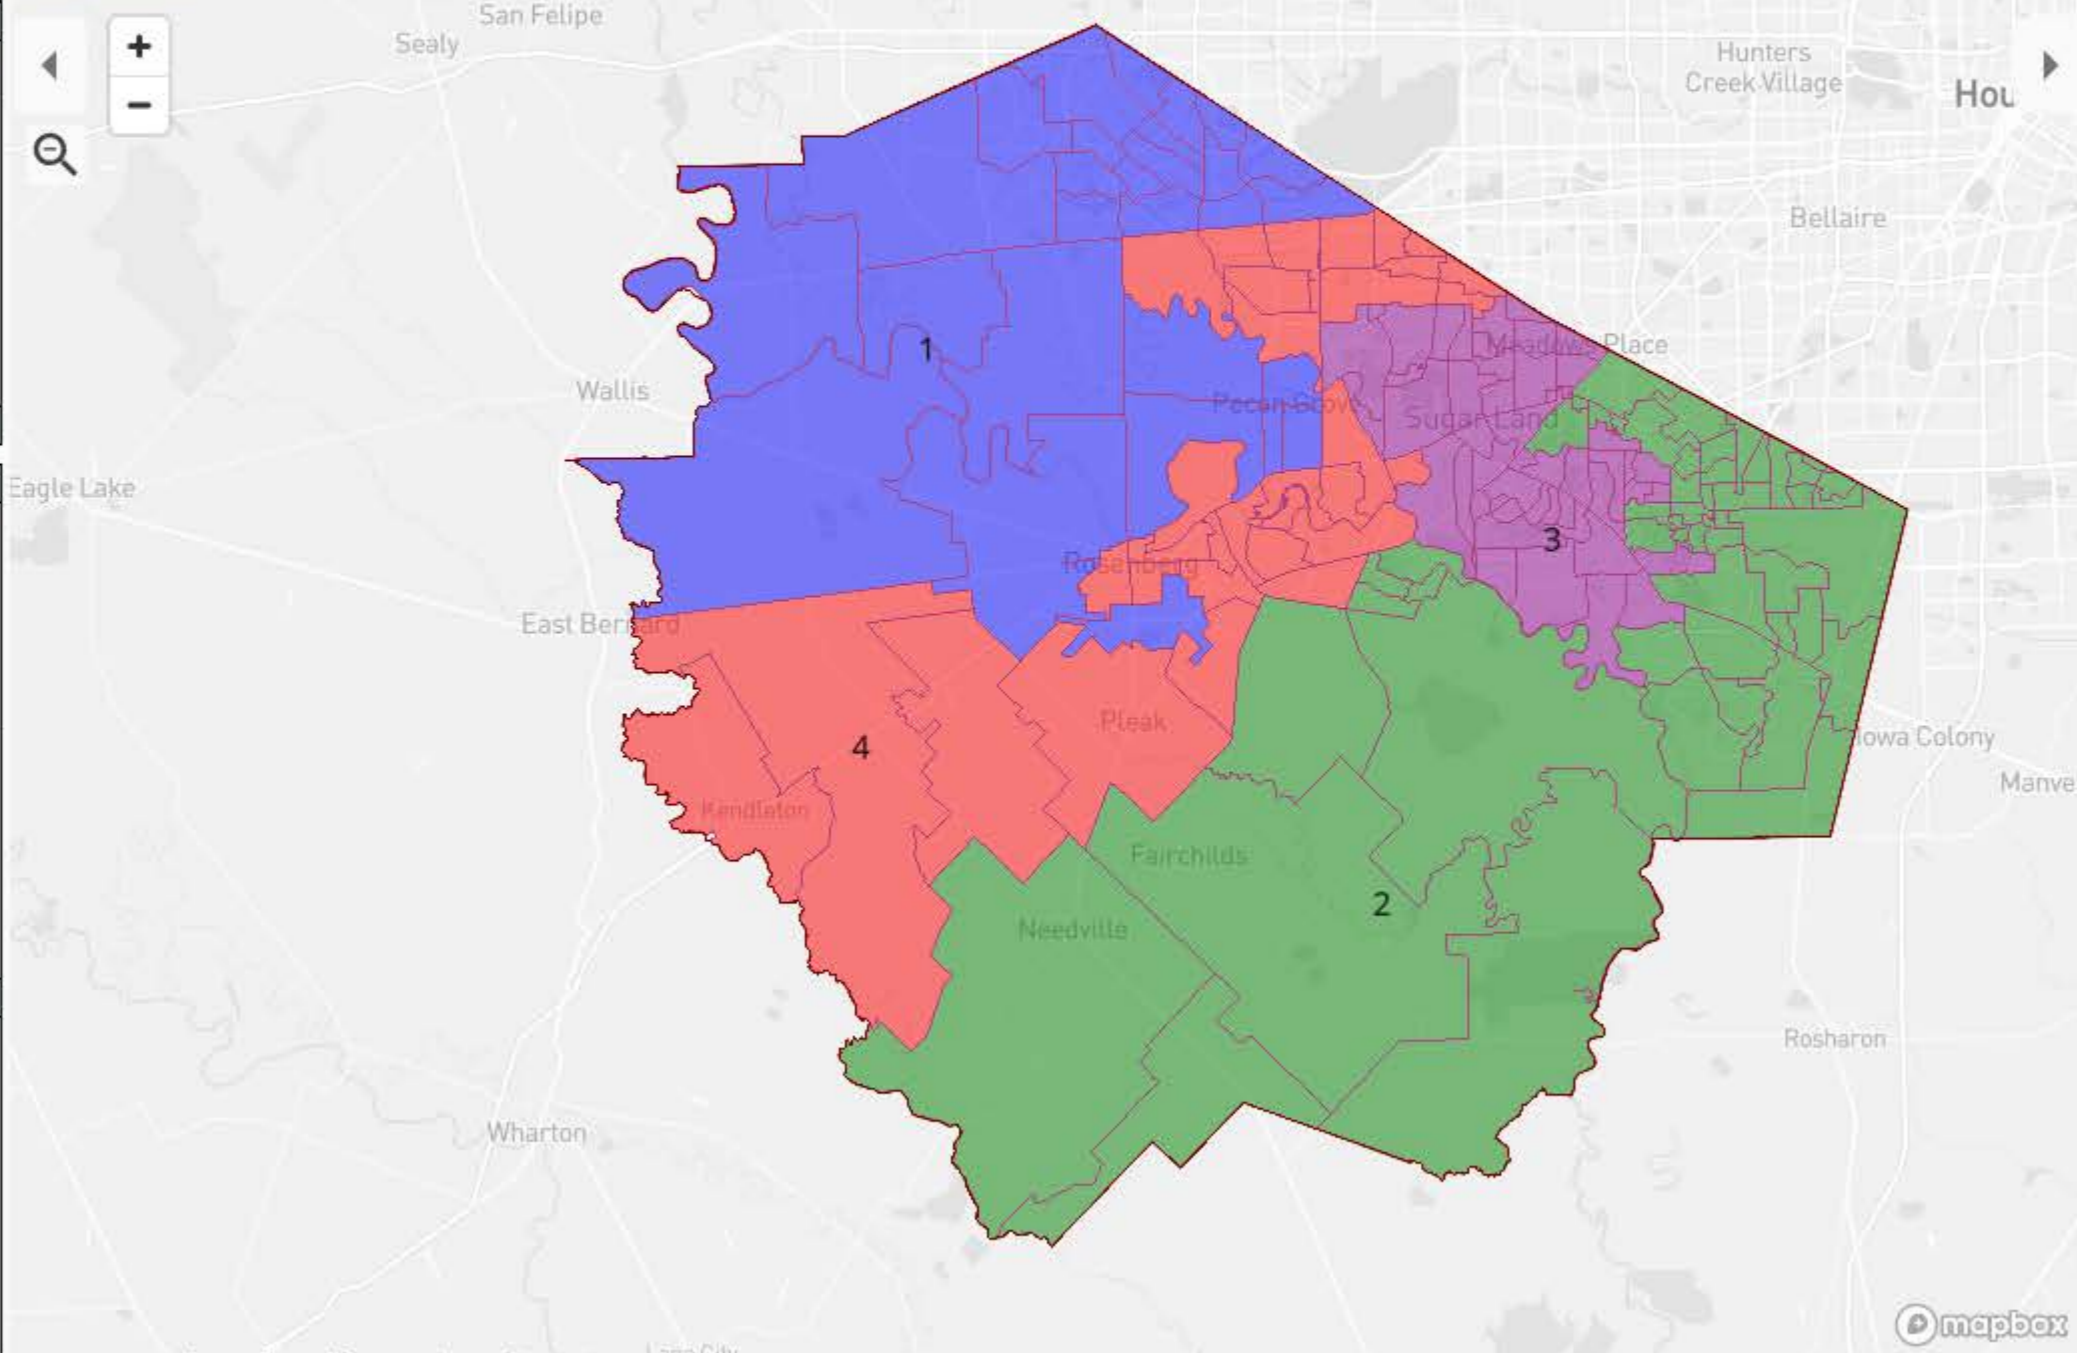 San Felipe
Sealy
+
−
Hunters
Creek Village
Hou
Bellaire
1
Meadows Place
Wallis
Pecan Grove
Sugar Land
Eagle Lake
3
Rosenberg
East Bernard
Pleak
4
Iowa Colony
Manve
Kendleton
Fairchilds
2
Needville
Rosharon
Wharton
mapbox